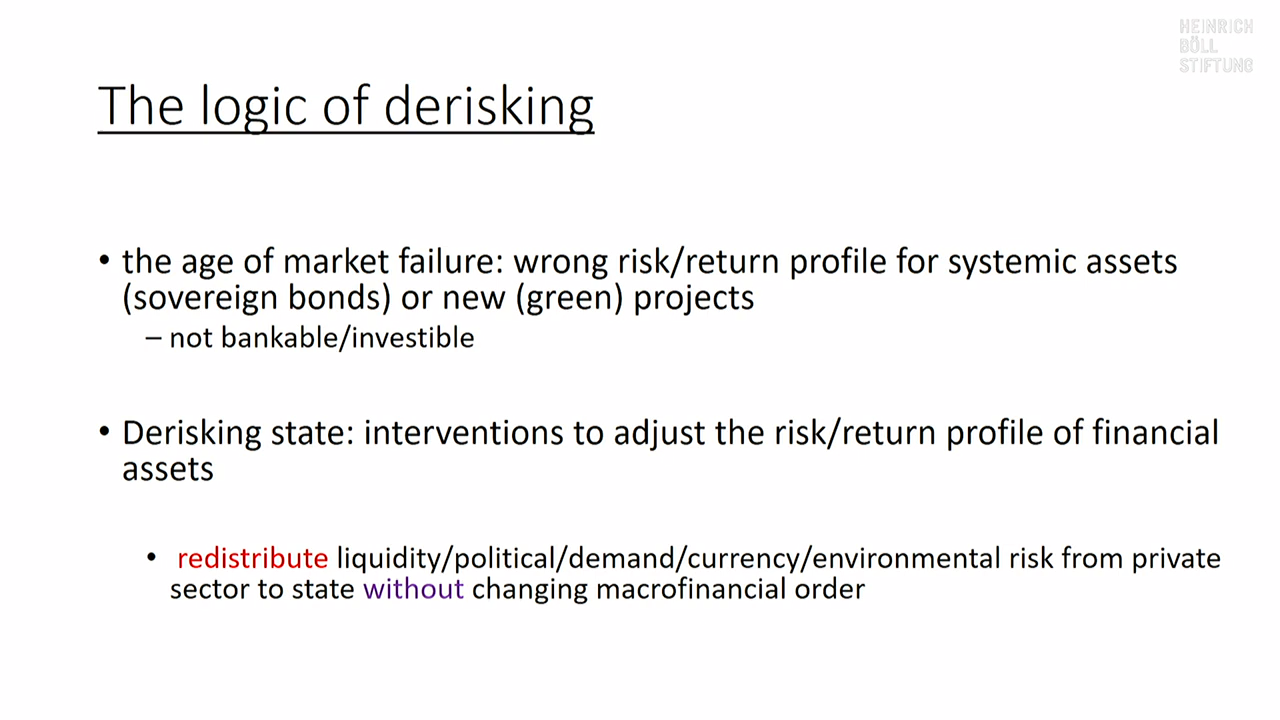 HEINRICH
BÖLL
STIFTUNG
The logic of derisking
• the age of market failure: wrong risk/return profile for systemic assets
(sovereign bonds) or new (green) projects
– not bankable/investible
• Derisking state: interventions to adjust the risk/return profile of financial
assets
• redistribute liquidity/political/demand/currency/environmental risk from private
sector to state without changing macrofinancial order